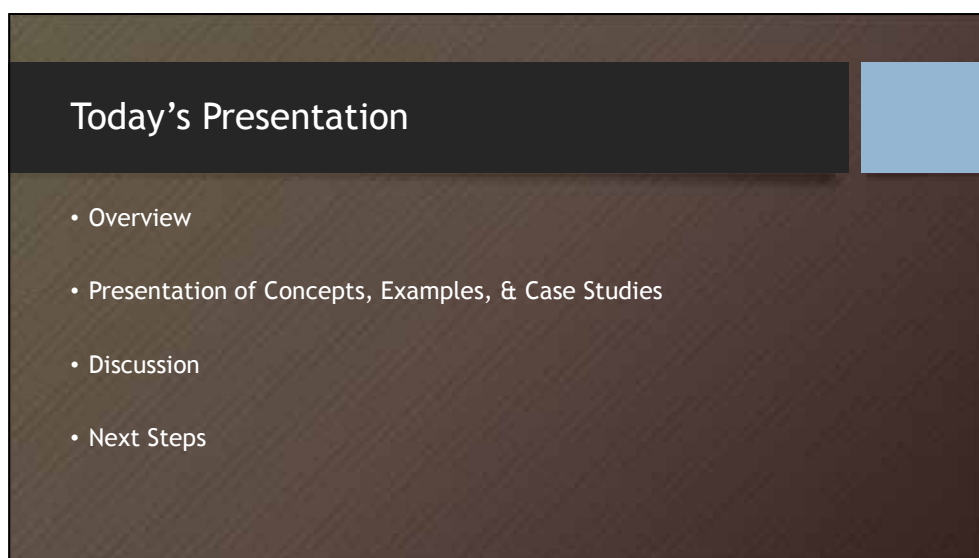 Today’s Presentation
• Overview
• Presentation of Concepts, Examples, & Case Studies
• Discussion
• Next Steps